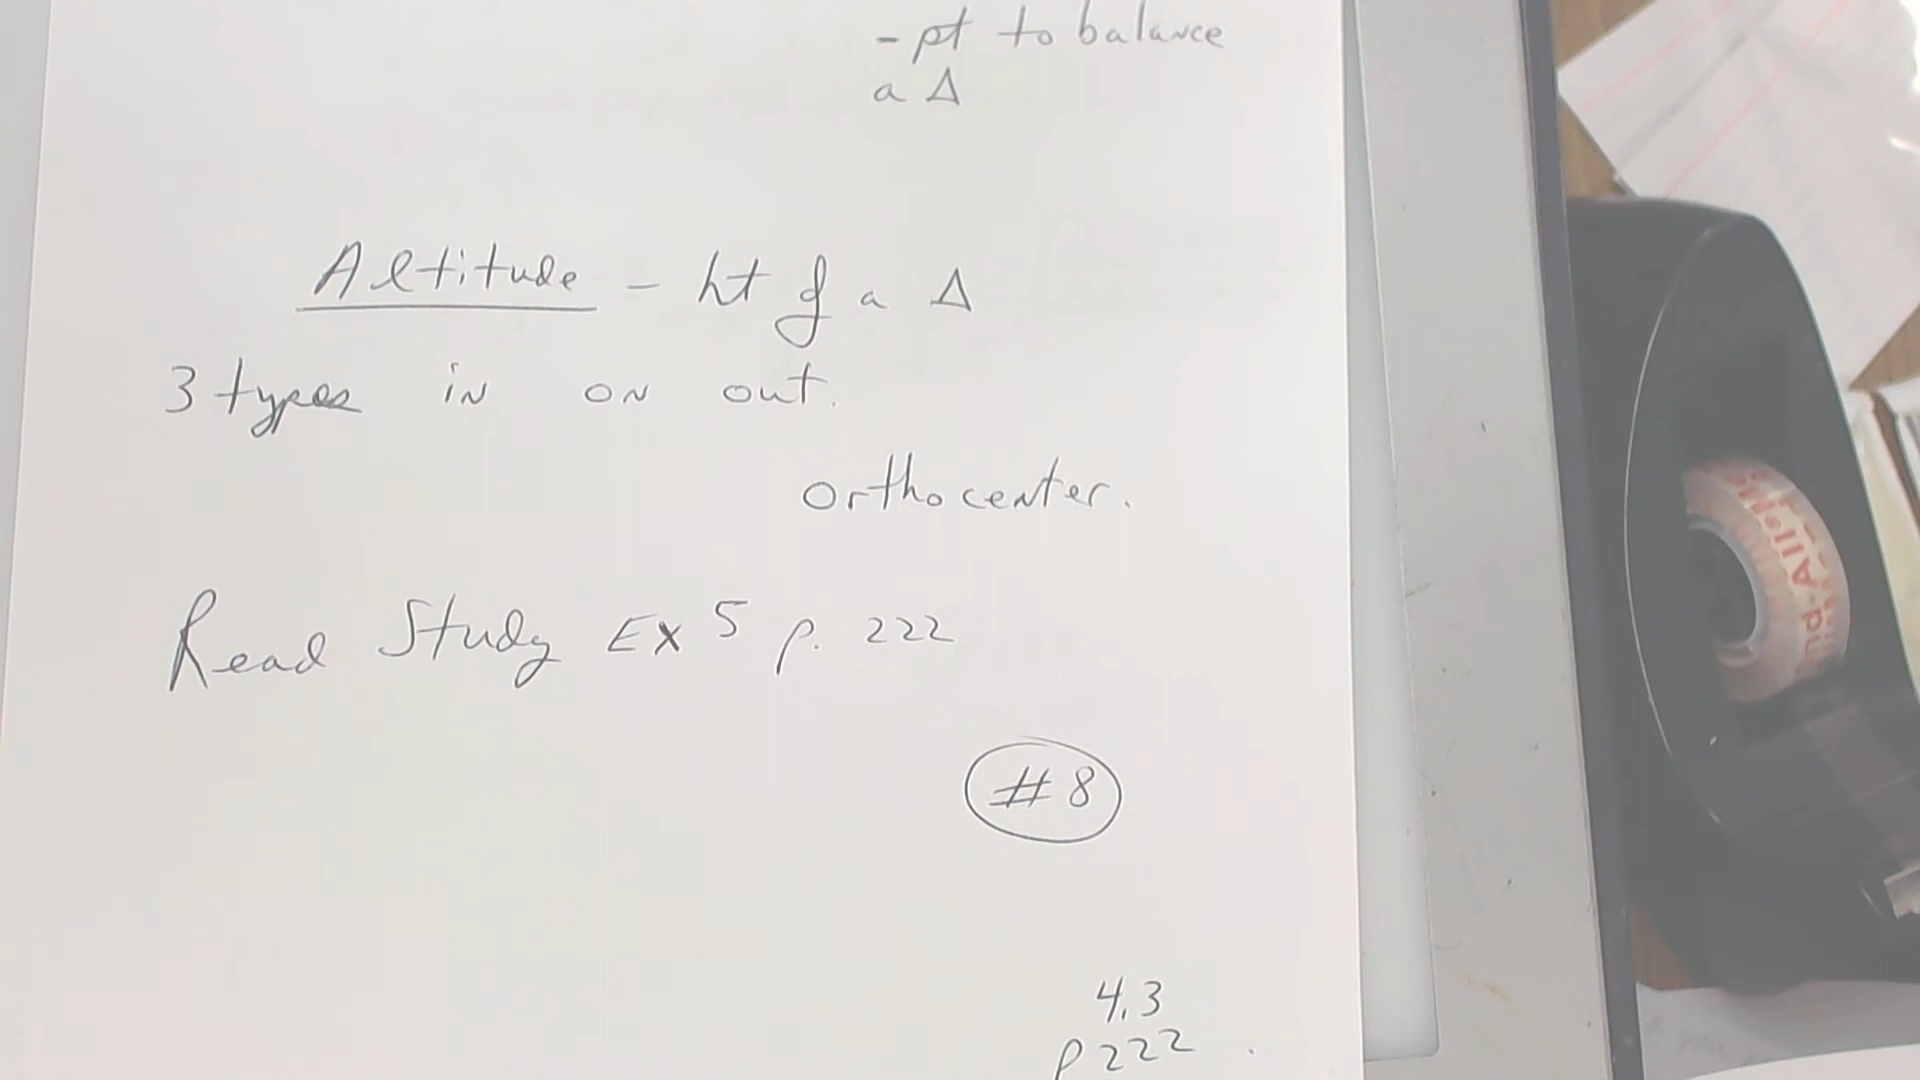 - pt to balance
a Δ
Altitude - ht of a Δ
3 types in on out.
orthocenter.
Read Study Ex 5 p. 222
#8
4.3
p 222